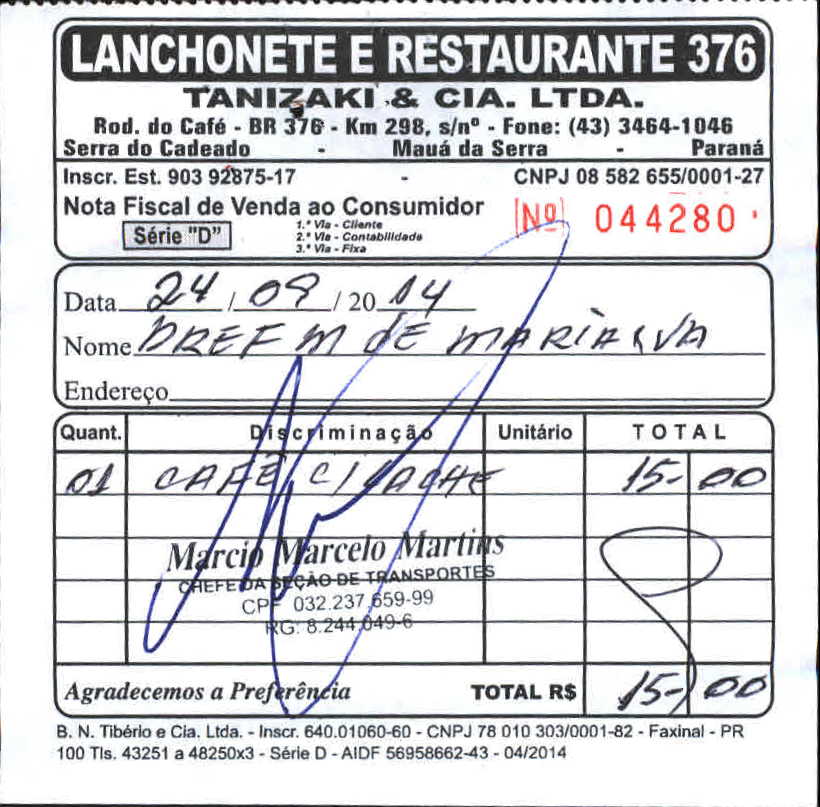 LANCHONETE E RESTAURANTE 376
TANIZAKI & CIA. LTDA.
Rod. do Café - BR 376 - Km 298, s/nº - Fone: (43) 3464-1046
Serra do Cadeado - Mauá da Serra - Paraná
Inscr. Est. 903 92875-17 - CNPJ 08 582 655/0001-27
Nota Fiscal de Venda ao Consumidor Nº 044280
Série "D"
1.ª Via - Cliente
2.ª Via - Contabilidade
3.ª Via - Fixa
Data 24 / 09 / 20 14
Nome PREF M DE MARIALVA
Endereço
Quant. Discriminação Unitário TOTAL
01 CAFÉ C/ LACHE 15-00
Marcio Marcelo Martins
CHEFE DA SEÇÃO DE TRANSPORTES
CPF 032.237.659-99
RG: 8.244.049-6
Agradecemos a Preferência TOTAL R$ 15-00
B. N. Tibério e Cia. Ltda. - Inscr. 640.01060-60 - CNPJ 78 010 303/0001-82 - Faxinal - PR
100 Tls. 43251 a 48250x3 - Série D - AIDF 56958662-43 - 04/2014